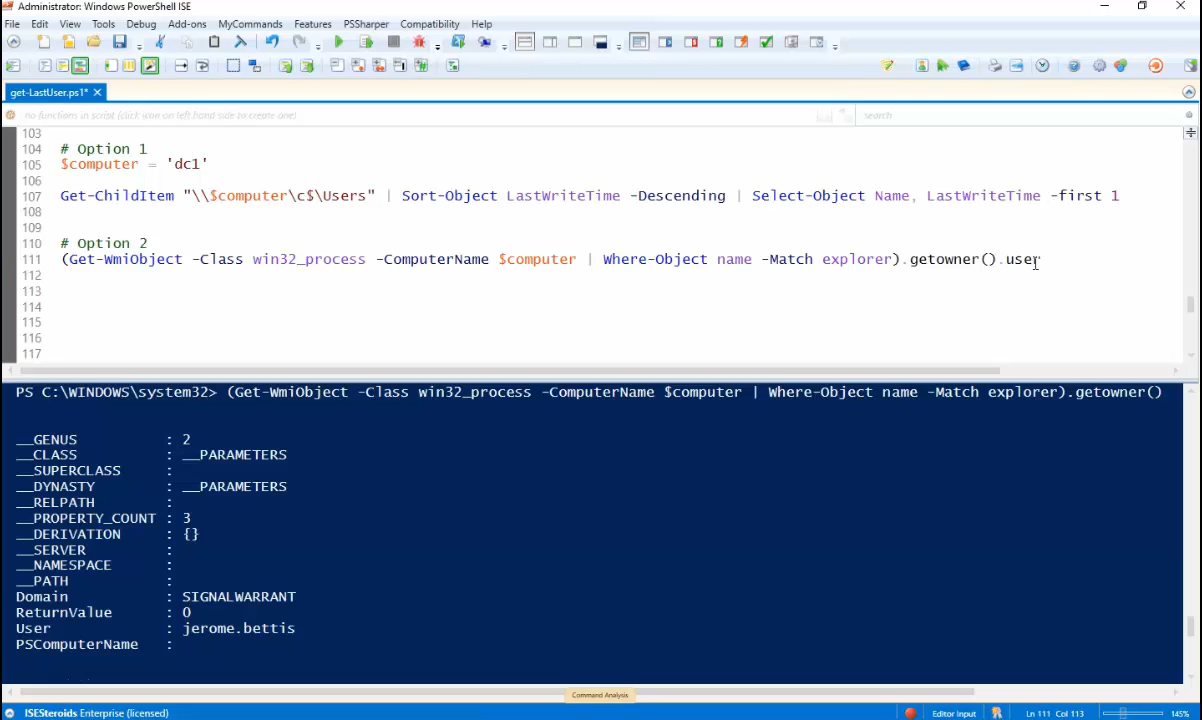 Administrator: Windows PowerShell ISE
File Edit View Tools Debug Add-ons MyCommands Features PSSharper Compatibility Help
get-LastUser.ps1*
no functions in script (click icon on left hand side to create one)
search
103
104 # Option 1
105 $computer = 'dc1'
106
107 Get-ChildItem "\\$computer\c$\Users" | Sort-Object LastWriteTime -Descending | Select-Object Name, LastWriteTime -first 1
108
109
110 # Option 2
111 (Get-WmiObject -Class win32_process -ComputerName $computer | Where-Object name -Match explorer).getowner().user
112
113
114
115
116
117
PS C:\WINDOWS\system32> (Get-WmiObject -Class win32_process -ComputerName $computer | Where-Object name -Match explorer).getowner()
__GENUS : 2
__CLASS : __PARAMETERS
__SUPERCLASS :
__DYNASTY : __PARAMETERS
__RELPATH :
__PROPERTY_COUNT : 3
__DERIVATION : {}
__SERVER :
__NAMESPACE :
__PATH :
Domain : SIGNALWARRANT
ReturnValue : 0
User : jerome.bettis
PSComputerName :
Command Analysis
ISESteroids Enterprise (licensed) Editor Input Ln 111 Col 113 145%